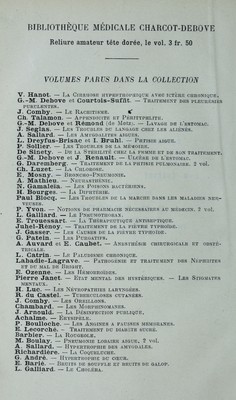 BIBLIOTHÈQUE MÉDICALE CHARCOT-DEBOVE
Reliure amateur tête dorée, le vol. 3 fr. 50
VOLUMES PARUS DANS LA COLLECTION
V. Hanot. — La Cirrhose hypertrophique avec ictère chronique.
G.-M. Debove et Courtois-Suffit. — Traitement des pleurésies
purulentes.
J. Comby. — Le Rachitisme.
Ch. Talamon. — Appendicite et Pérityphlite.
G.-M. Debove et Rémond (de Metz). — Lavage de l'estomac.
J. Seglas. — Les Troubles du langage chez les aliénés.
A. Sallard. — Les Amygdalites aigues.
L. Dreyfus-Brisac et I. Bruhl. — Phtisie aigue.
P. Sollier. — Les Troubles de la mémoire.
De Sinety. — De la Stérilité chez la femme et de son traitement.
G.-M. Debove et J. Renault. — Ulcère de l'estomac.
G. Daremberg. — Traitement de la phtisie pulmonaire. 2 vol.
Ch. Luzet. — La Chlorose.
E. Mosny. — Broncho-Pneumonie.
A. Mathieu. — Neurasthénie.
N. Gamaleïa. — Les Poisons bactériens.
H. Bourges. — La Diphtérie.
Paul Blocq. — Les Troubles de la marche dans les maladies ner-
veuses.
P. Yvon. — Notions de pharmacie nécessaires au médecin. 2 vol.
L. Galliard. — Le Pneumothorax.
E. Trouessart. — La Thérapeutique antiseptique.
Juhel-Rénoy. — Traitement de la fièvre typhoïde.
J. Gasser. — Les Causes de la fièvre typhoïde.
G. Patein. — Les Purgatifs.
A. Auvard et E. Caubet. — Anesthésie chirurgicale et obsté-
tricale.
L. Catrin. — Le Paludisme chronique.
Labadie-Lagrave. — Pathogénie et traitement des Néphrites
et du mal de Bright.
E. Ozenne. — Les Hémorroïdes.
Pierre Janet. — État mental des hystériques. — Les Stigmates
mentaux.
H. Luc. — Les Névropathies laryngées.
R. du Castel. — Tuberculoses cutanées.
J. Comby. — Les Oreillons.
Chambard. — Les Morphinomanes.
J. Arnould. — La Désinfection publique.
Achalme. — Erysipèle.
P. Boulloche. — Les Angines a fausses membranes.
E. Lecorché. — Traitement du diabète sucré.
Barbier. — La Rougeole.
M. Boulay. — Pneumonie lobaire aigue. 2 vol.
A. Sallard. — Hypertrophie des amygdales.
Richardière. — La Coqueluche.
G. André. — Hypertrophie du cœur.
E. Barié. — Bruits de souffle et bruits de galop.
L. Galliard. — Le Choléra.